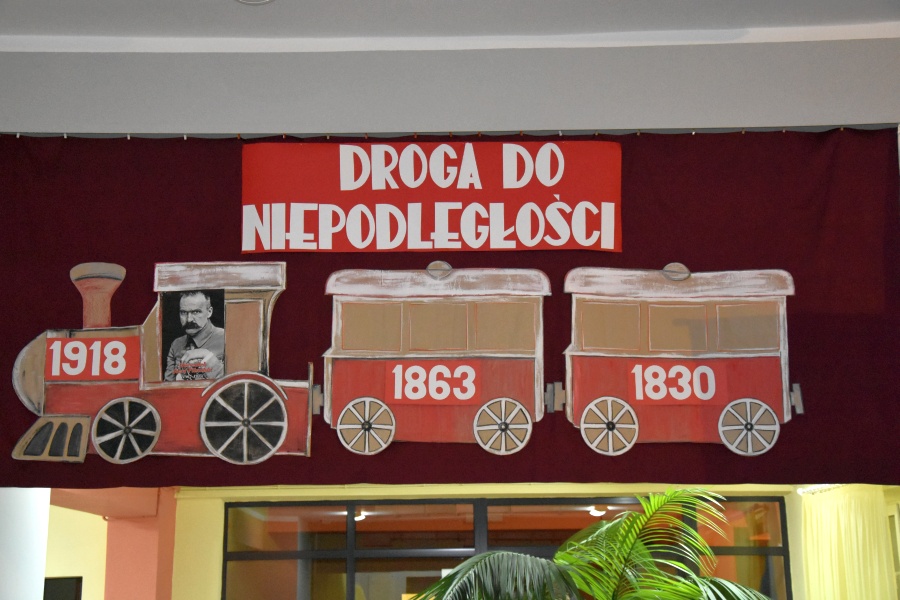 DROGA DO
NIEPODLEGŁOŚCI
1918
1863
1830